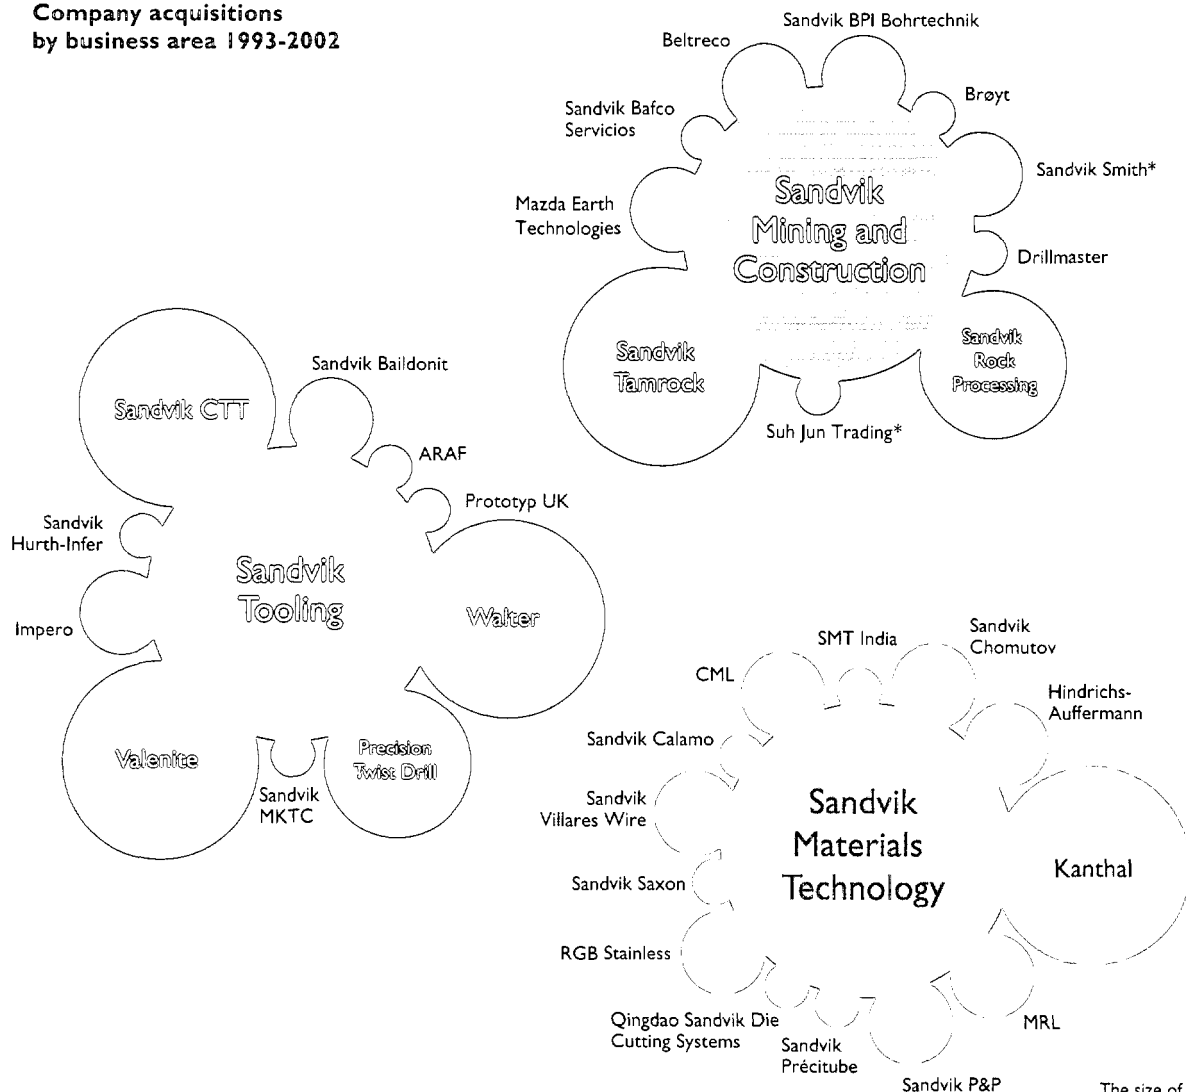 Company acquisitions
by business area 1993-2002
Sandvik BPI Bohrtechnik
Beltreco
Brøyt
Sandvik Bafco
Servicios
Sandvik Smith*
Mazda Earth
Technologies
Sandvik
Mining and
Construction
Drillmaster
Sandvik
Tamrock
Sandvik
Rock
Processing
Suh Jun Trading*
Sandvik CTT
Sandvik Baildonit
ARAF
Prototyp UK
Sandvik
Hurth-Infer
Sandvik
Tooling
Walter
Impero
Valenite
Precision
Twist Drill
Sandvik
MKTC
SMT India
Sandvik
Chomutov
CML
Hindrichs-
Auffermann
Sandvik Calamo
Sandvik
Villares Wire
Sandvik
Materials
Technology
Kanthal
Sandvik Saxon
RGB Stainless
Qingdao Sandvik Die
Cutting Systems
Sandvik
Précitube
MRL
Sandvik P&P
The size of